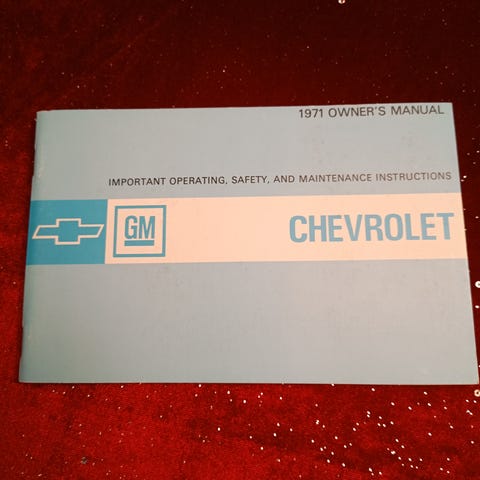 1971 OWNER'S MANUAL
IMPORTANT OPERATING, SAFETY, AND MAINTENANCE INSTRUCTIONS
GM
CHEVROLET